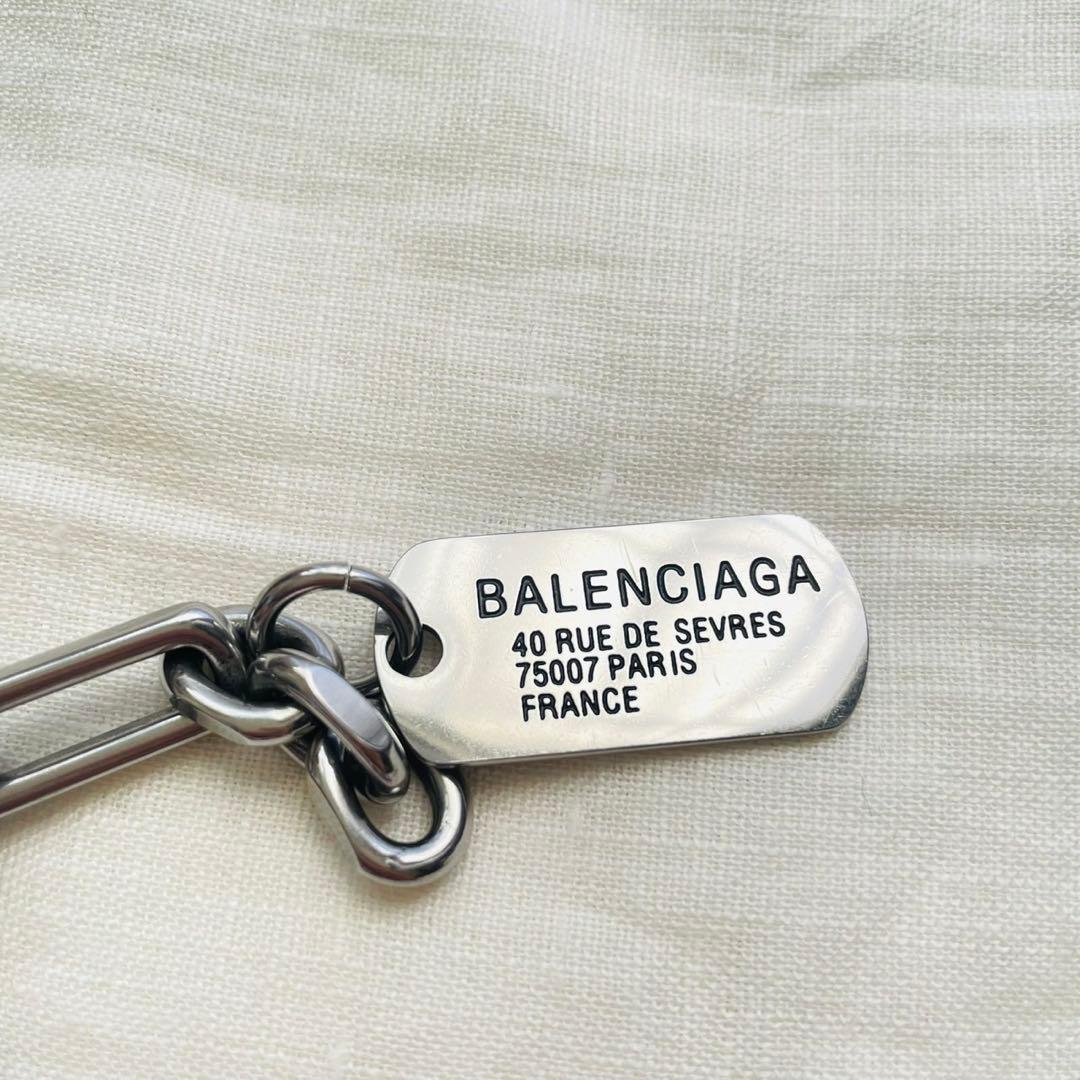 BALENCIAGA
40 RUE DE SEVRES
75007 PARIS
FRANCE